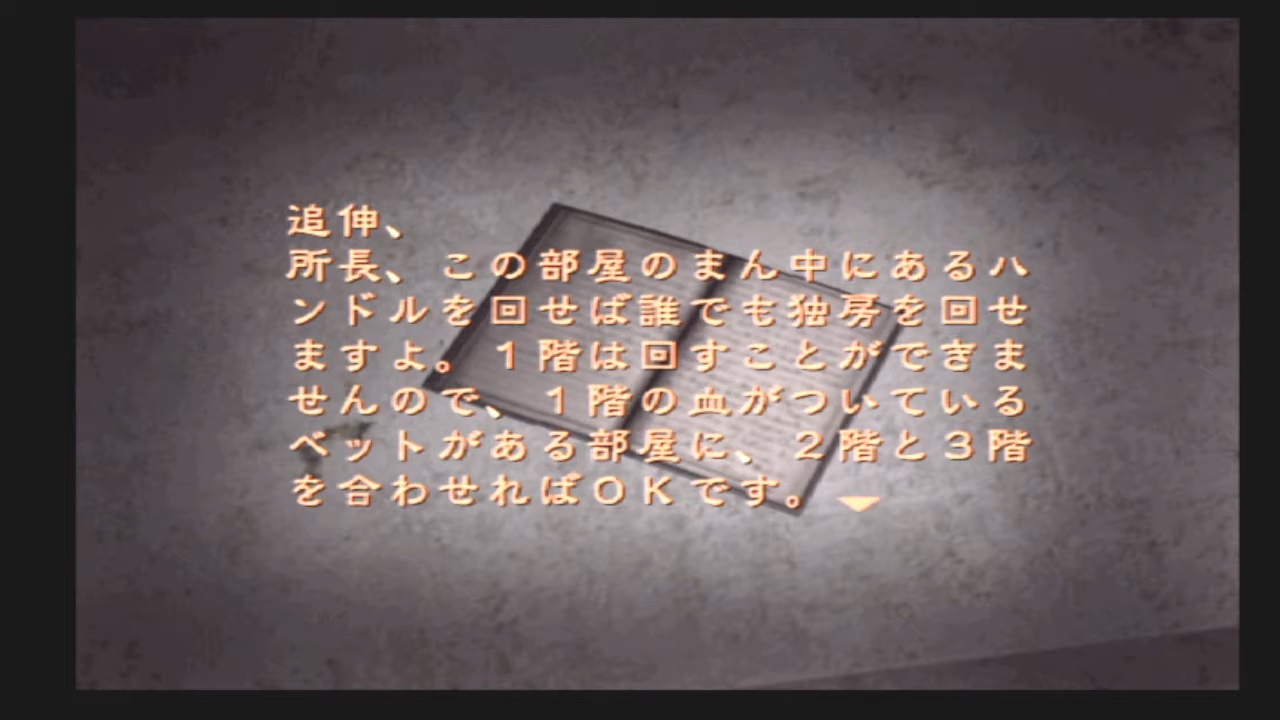 追伸、
所長、この部屋のまん中にあるハ
ンドルを回せば誰でも独房を回せ
ますよ。１階は回すことができま
せんので、１階の血がついている
ベットがある部屋に、２階と３階
を合わせればＯＫです。